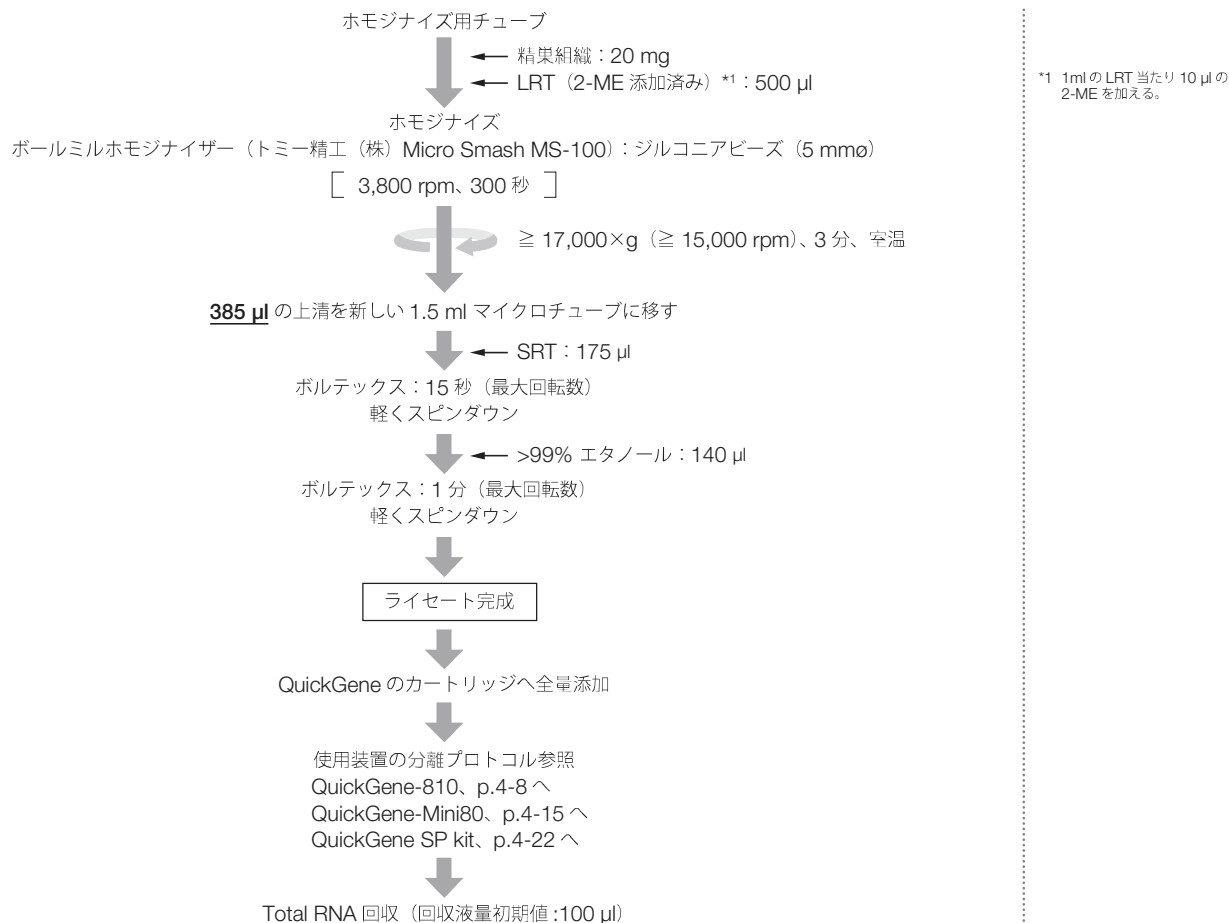 ホモジナイズ用チューブ
精巣組織：20 mg
LRT（2-ME 添加済み）*1：500 µl
*1 1mlの LRT 当たり 10 µl の
2-ME を加える。
ホモジナイズ
ボールミルホモジナイザー（トミー精工（株）Micro Smash MS-100）：ジルコニアビーズ（5 mmø）
[ 3,800 rpm、300 秒 ]
≧ 17,000×g（≧ 15,000 rpm）、3 分、室温
385 µl の上清を新しい 1.5 ml マイクロチューブに移す
SRT：175 µl
ボルテックス：15 秒（最大回転数）
軽くスピンダウン
>99% エタノール：140 µl
ボルテックス：1 分（最大回転数）
軽くスピンダウン
ライセート完成
QuickGene のカートリッジへ全量添加
使用装置の分離プロトコル参照
QuickGene-810、p.4-8 へ
QuickGene-Mini80、p.4-15 へ
QuickGene SP kit、p.4-22 へ
Total RNA 回収（回収液量初期値 :100 µl）